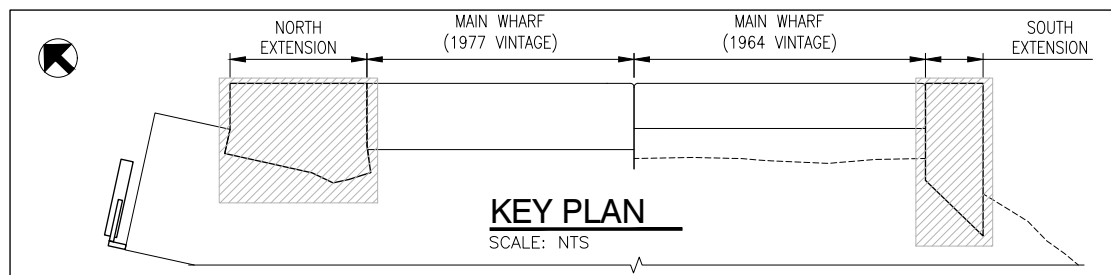 NORTH
EXTENSION
MAIN WHARF
(1977 VINTAGE)
MAIN WHARF
(1964 VINTAGE)
SOUTH
EXTENSION
KEY PLAN
SCALE: NTS